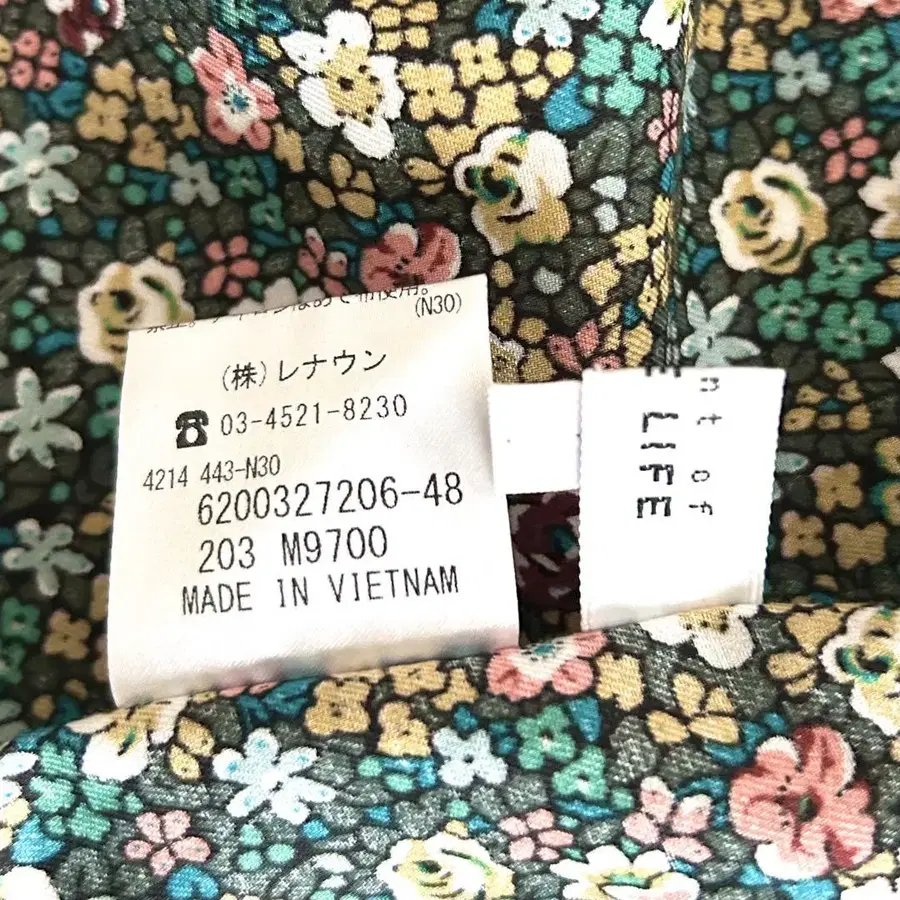 (N30)
(株)レナウン
☎ 03-4521-8230
4214 443-N30
6200327206-48
203 M9700
MADE IN VIETNAM
LIFE